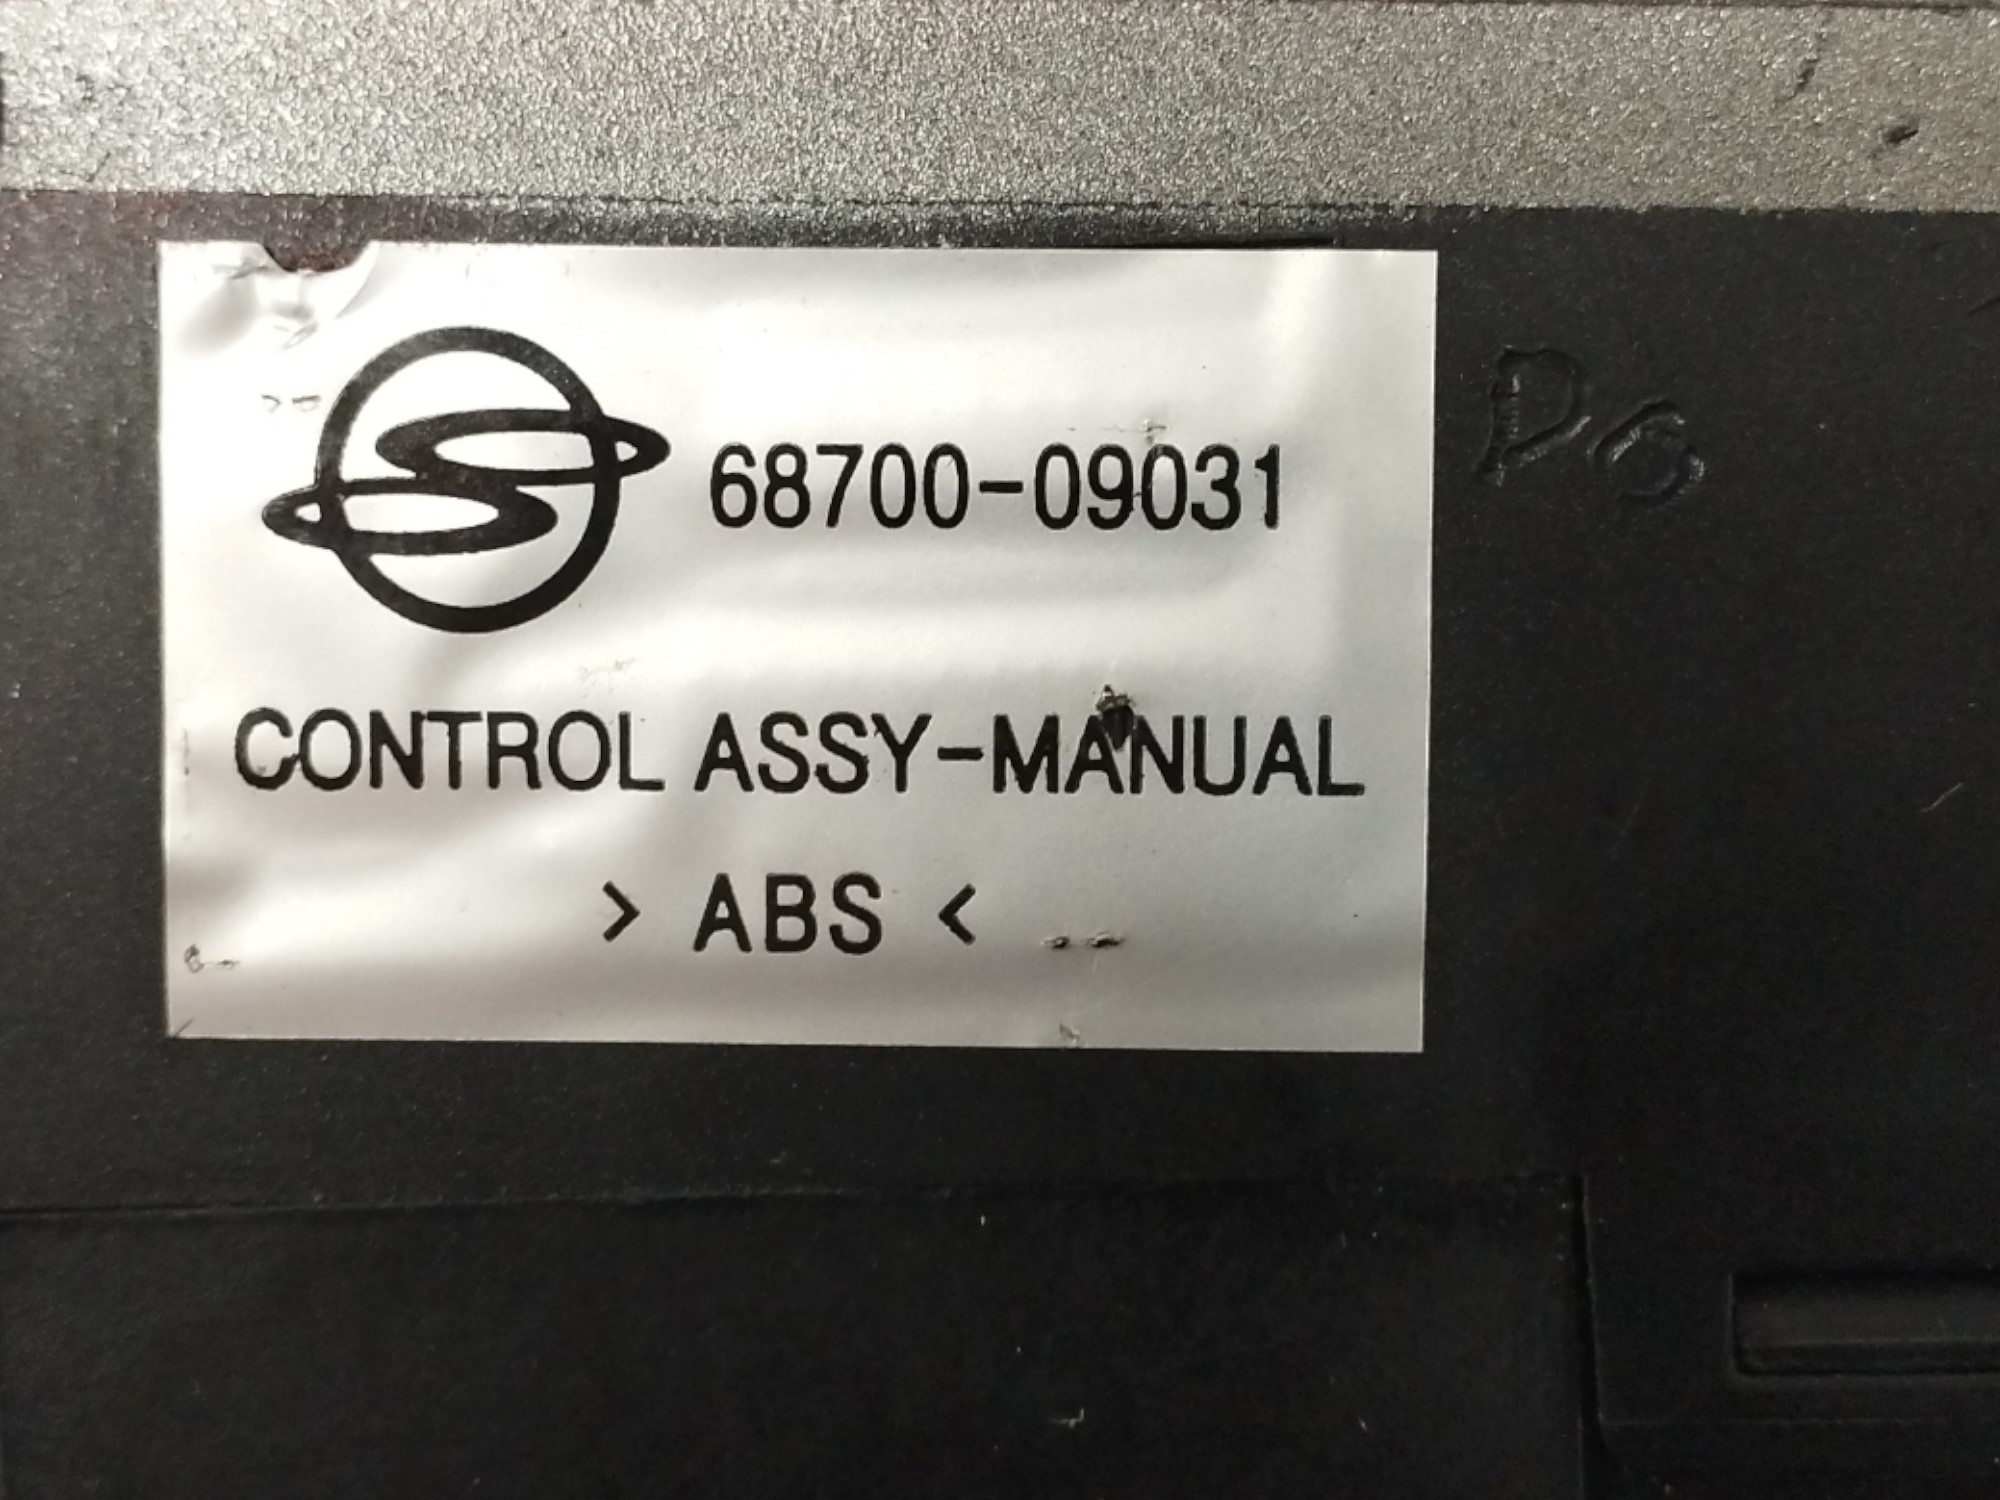 68700-09031
CONTROL ASSY-MANUAL
> ABS <